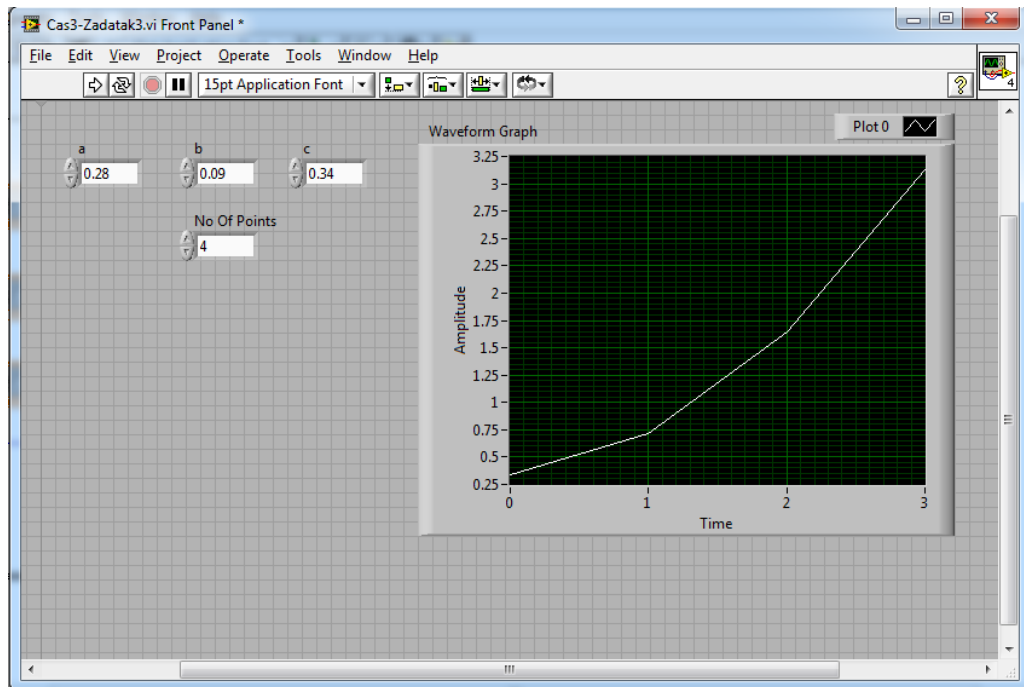 Cas3-Zadatak3.vi Front Panel *
File Edit View Project Operate Tools Window Help
15pt Application Font
?
4
a b c
0.28 0.09 0.34
No Of Points
4
Waveform Graph
Plot 0
3.25
3
2.75
2.5
2.25
2
1.75
1.5
1.25
1
0.75
0.5
0.25
Amplitude
0 1 2 3
Time